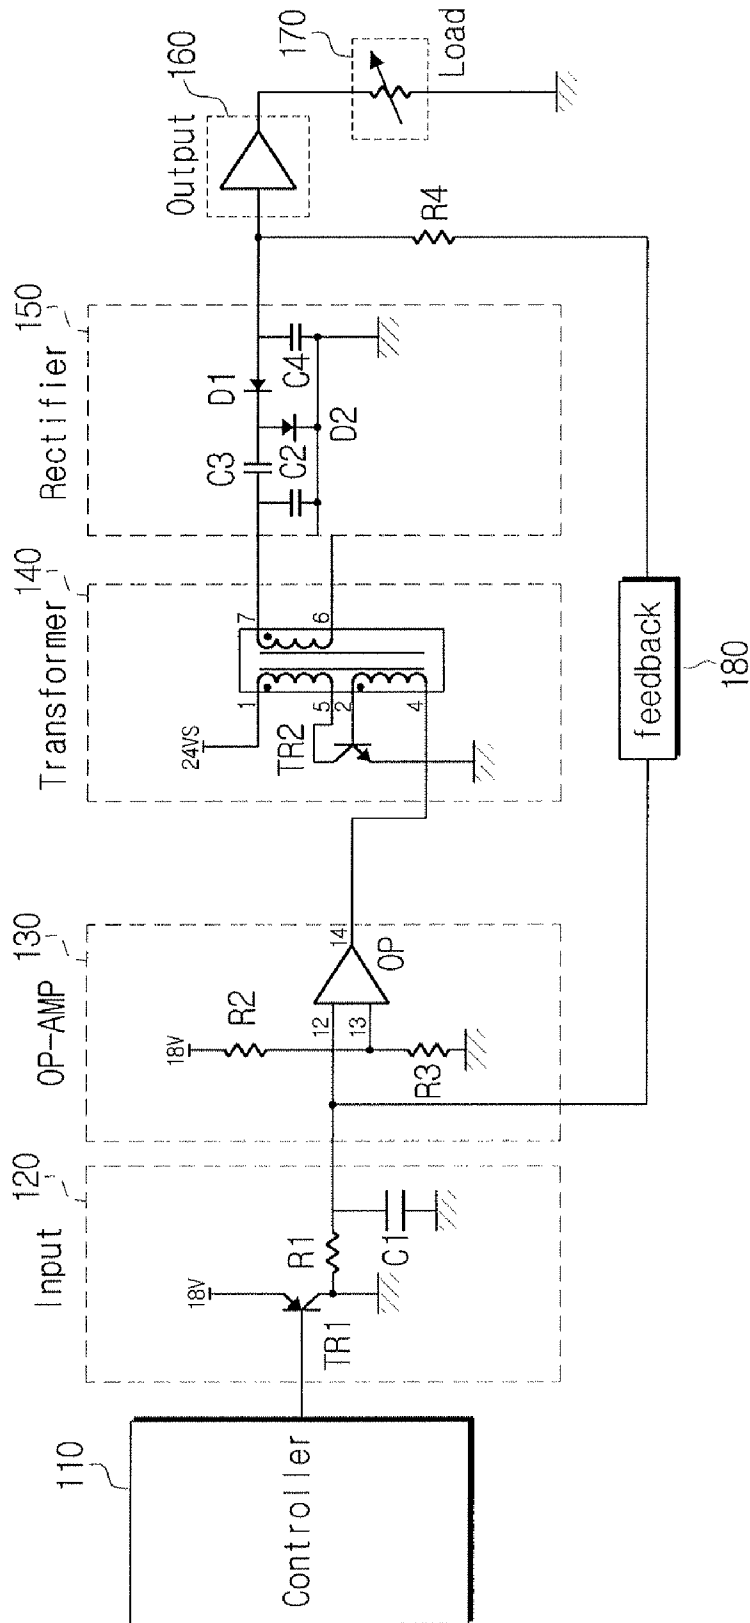 110
Controller
Input
120
18V
TR1
R1
C1
OP-AMP
130
18V
R2
12
13
14
OP
R3
Transformer
140
24VS
1
7
5
2
6
4
TR2
Rectifier
150
C3
D1
C2
C4
D2
Output
160
170
Load
R4
feedback
180